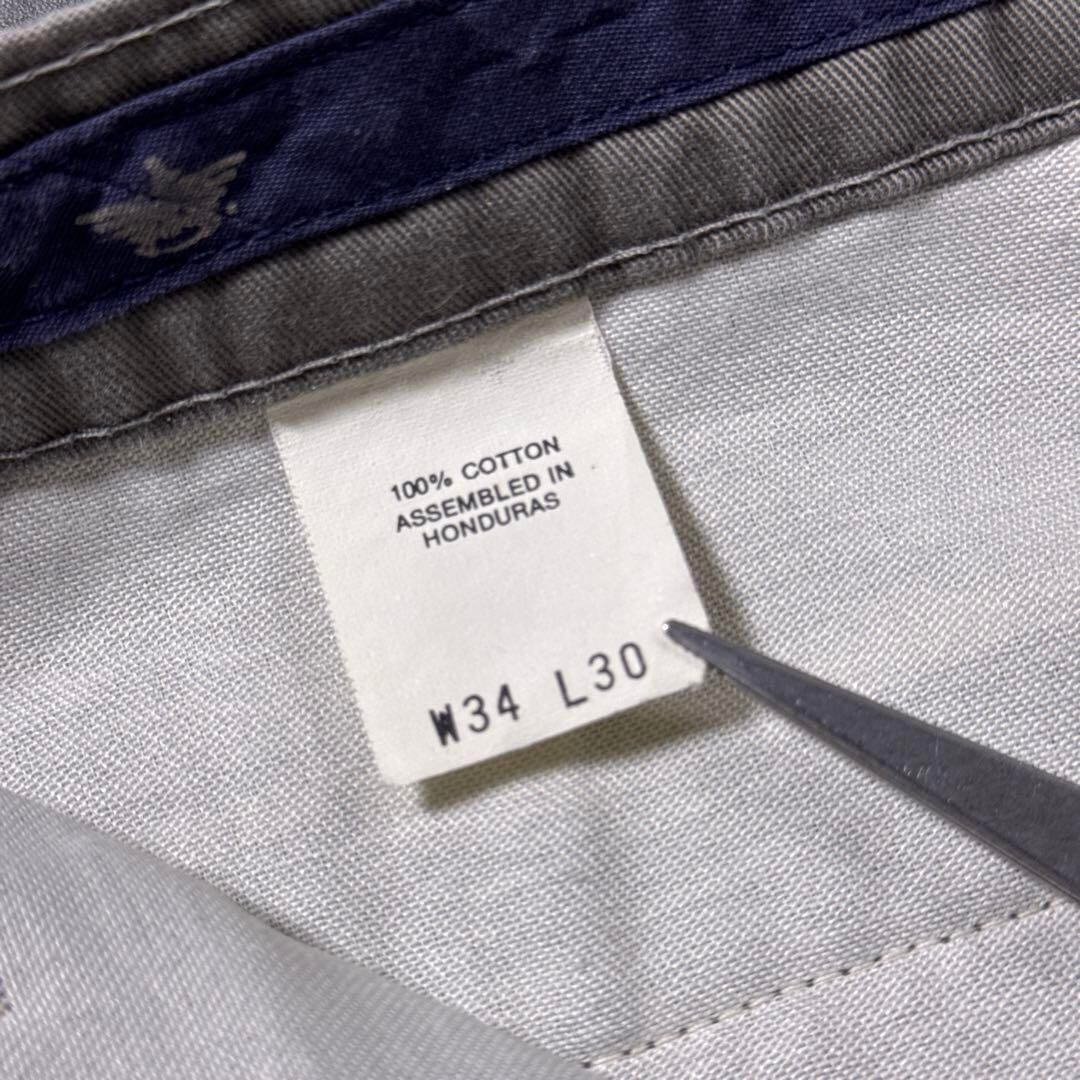 100% COTTON
ASSEMBLED IN
HONDURAS
W34 L30